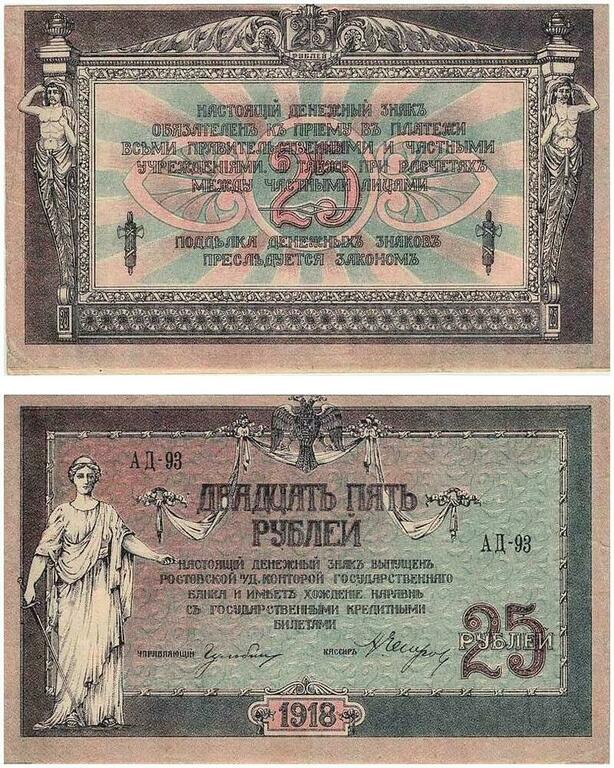 25
РУБЛЕЙ
НАСТОЯЩІЙ ДЕНЕЖНЫЙ ЗНАКЪ
ОБЯЗАТЕЛЕНЪ КЪ ПРІЕМУ ВЪ ПЛАТЕЖИ
ВСѢМИ ПРАВИТЕЛЬСТВЕННЫМИ И ЧАСТНЫМИ
УЧРЕЖДЕНІЯМИ, А ТАКЖЕ ПРИ РАСЧЕТАХЪ
МЕЖДУ ЧАСТНЫМИ ЛИЦАМИ
25
ПОДДѢЛКА ДЕНЕЖНЫХЪ ЗНАКОВЪ
ПРЕСЛѢДУЕТСЯ ЗАКОНОМЪ
АД-93
ДВАДЦАТЬ ПЯТЬ
РУБЛЕЙ
АД-93
НАСТОЯЩІЙ ДЕНЕЖНЫЙ ЗНАКЪ ВЫПУЩЕНЪ
РОСТОВСКОЙ Н/Д. КОНТОРОЙ ГОСУДАРСТВЕННАГО
БАНКА И ИМѢЕТЪ ХОЖДЕНІЕ НАРАВНѢ
СЪ ГОСУДАРСТВЕННЫМИ КРЕДИТНЫМИ
БИЛЕТАМИ
25
РУБЛЕЙ
УПРАВЛЯЮЩІЙ КАССИРЪ
1918